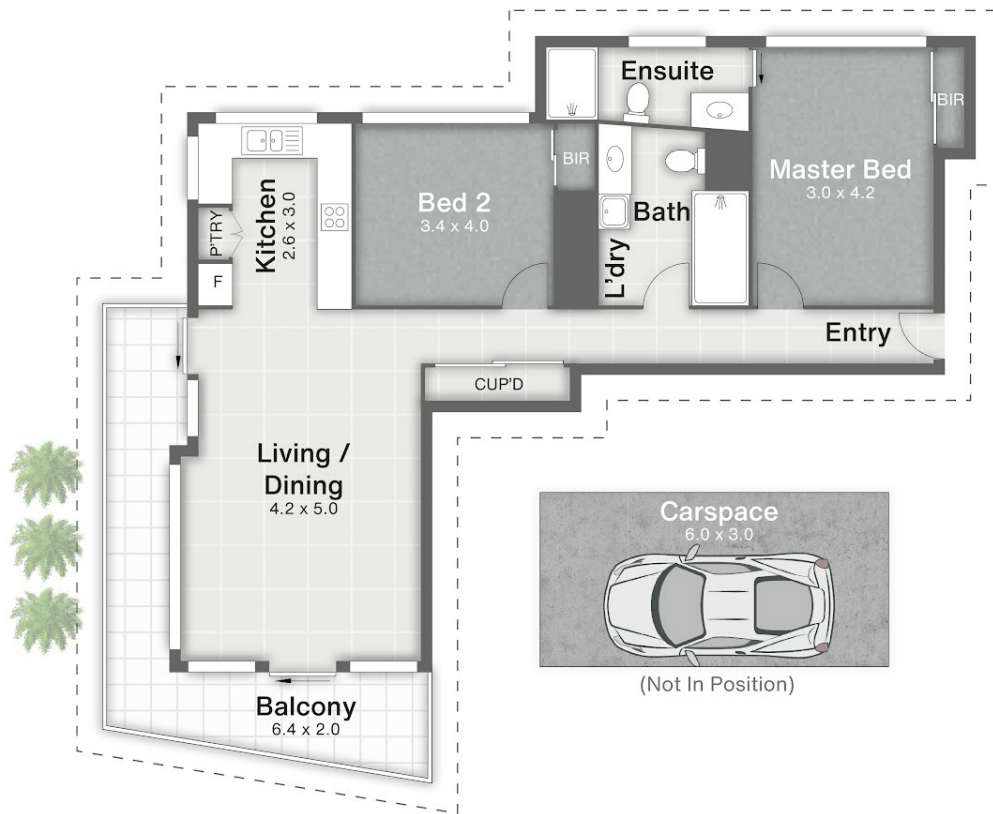 Ensuite
BIR
Master Bed
3.0 x 4.2
BIR
Bed 2
3.4 x 4.0
Kitchen
2.6 x 3.0
P'TRY
F
Bath
L'dry
Entry
CUP'D
Living /
Dining
4.2 x 5.0
Carspace
6.0 x 3.0
(Not In Position)
Balcony
6.4 x 2.0